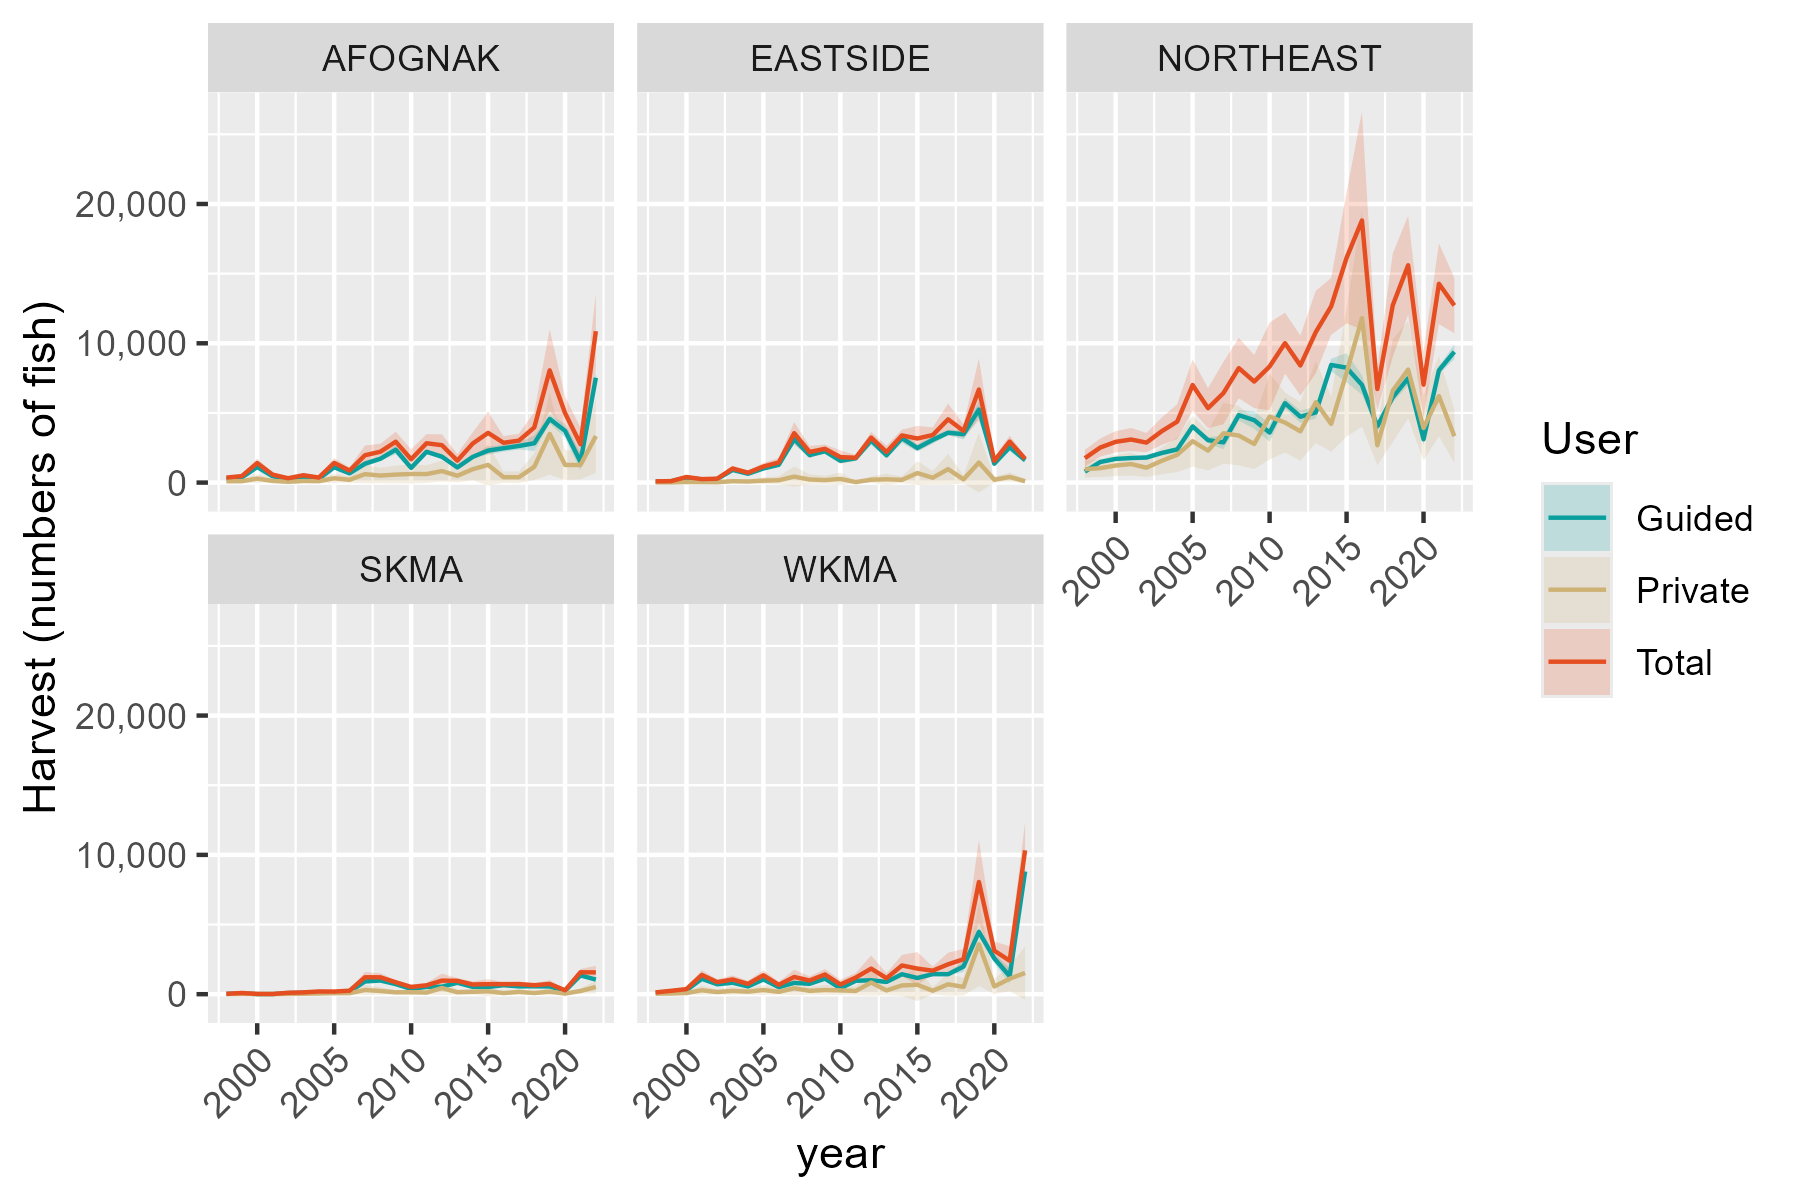 AFOGNAK
EASTSIDE
NORTHEAST
20,000
10,000
0
2000
2005
2010
2015
2020
SKMA
WKMA
20,000
10,000
0
2000
2005
2010
2015
2020
2000
2005
2010
2015
2020
Harvest (numbers of fish)
year
User
Guided
Private
Total